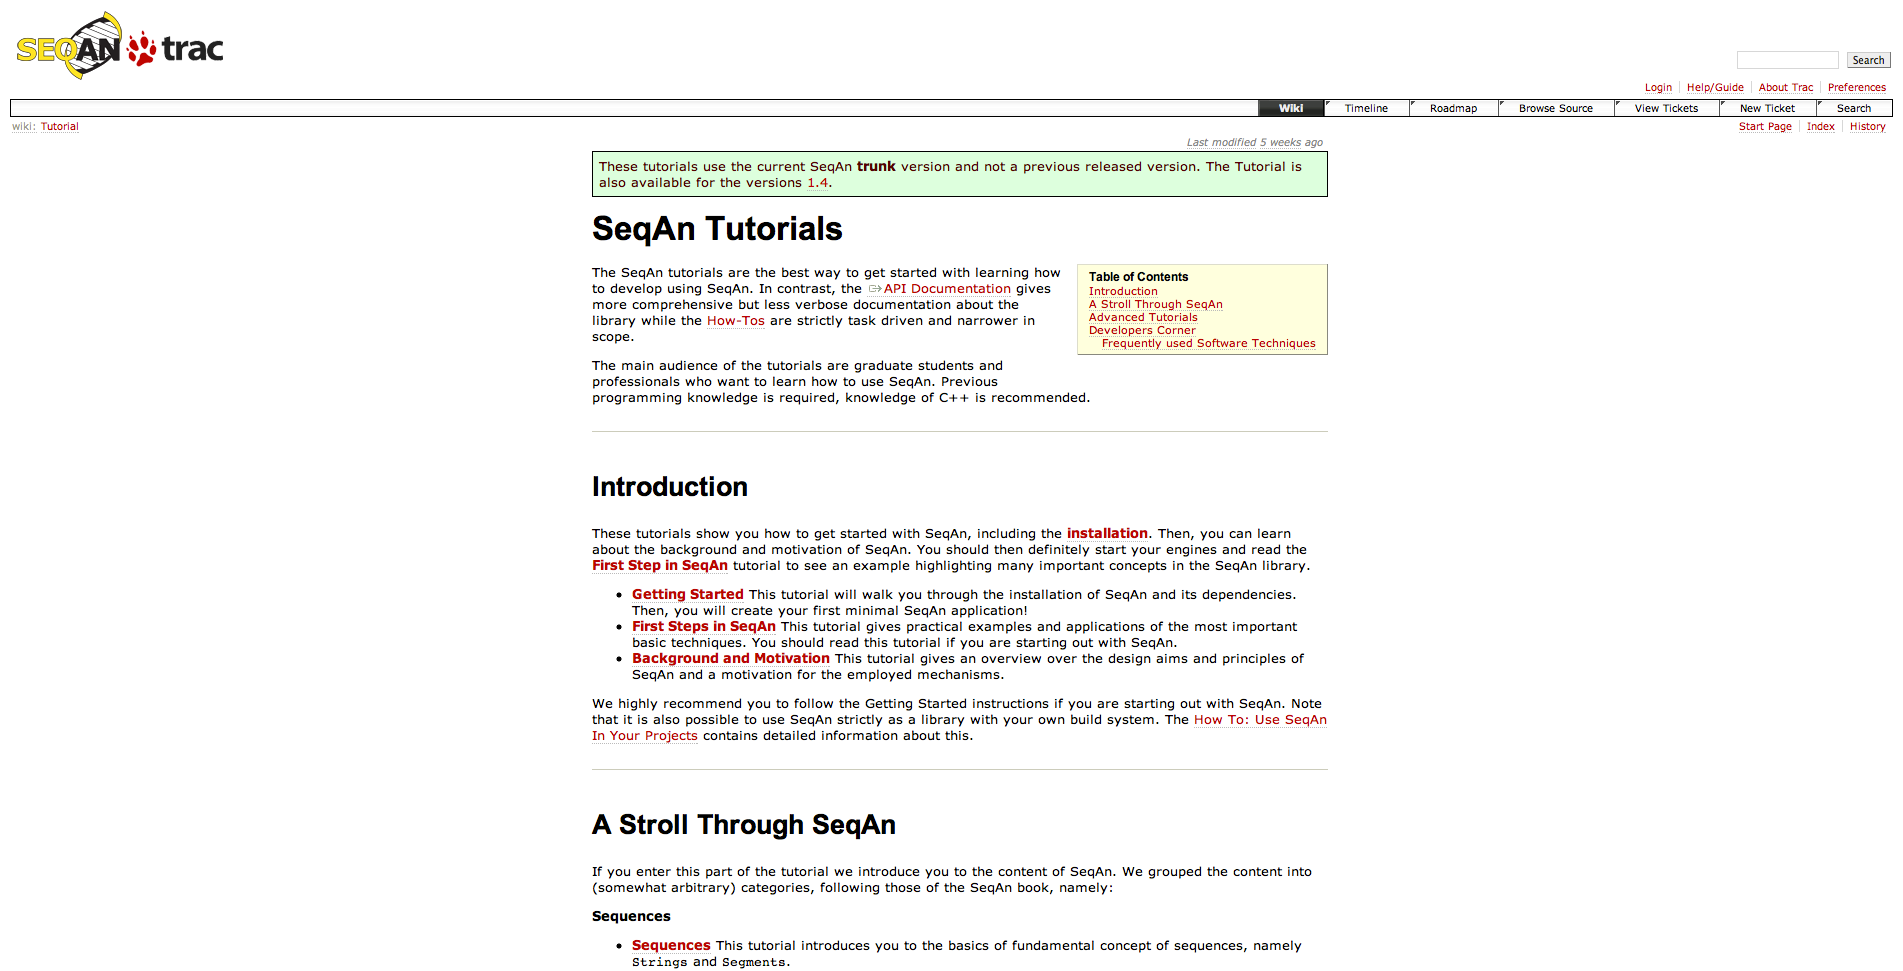 SEQAN trac
Search
Login Help/Guide About Trac Preferences
Wiki Timeline Roadmap Browse Source View Tickets New Ticket Search
wiki: Tutorial
Start Page Index History
Last modified 5 weeks ago
These tutorials use the current SeqAn trunk version and not a previous released version. The Tutorial is
also available for the versions 1.4.
SeqAn Tutorials
The SeqAn tutorials are the best way to get started with learning how
to develop using SeqAn. In contrast, the API Documentation gives
more comprehensive but less verbose documentation about the
library while the How-Tos are strictly task driven and narrower in
scope.
Table of Contents
Introduction
A Stroll Through SeqAn
Advanced Tutorials
Developers Corner
Frequently used Software Techniques
The main audience of the tutorials are graduate students and
professionals who want to learn how to use SeqAn. Previous
programming knowledge is required, knowledge of C++ is recommended.
Introduction
These tutorials show you how to get started with SeqAn, including the installation. Then, you can learn
about the background and motivation of SeqAn. You should then definitely start your engines and read the
First Step in SeqAn tutorial to see an example highlighting many important concepts in the SeqAn library.
• Getting Started This tutorial will walk you through the installation of SeqAn and its dependencies.
Then, you will create your first minimal SeqAn application!
• First Steps in SeqAn This tutorial gives practical examples and applications of the most important
basic techniques. You should read this tutorial if you are starting out with SeqAn.
• Background and Motivation This tutorial gives an overview over the design aims and principles of
SeqAn and a motivation for the employed mechanisms.
We highly recommend you to follow the Getting Started instructions if you are starting out with SeqAn. Note
that it is also possible to use SeqAn strictly as a library with your own build system. The How To: Use SeqAn
In Your Projects contains detailed information about this.
A Stroll Through SeqAn
If you enter this part of the tutorial we introduce you to the content of SeqAn. We grouped the content into
(somewhat arbitrary) categories, following those of the SeqAn book, namely:
Sequences
• Sequences This tutorial introduces you to the basics of fundamental concept of sequences, namely
Strings and Segments.